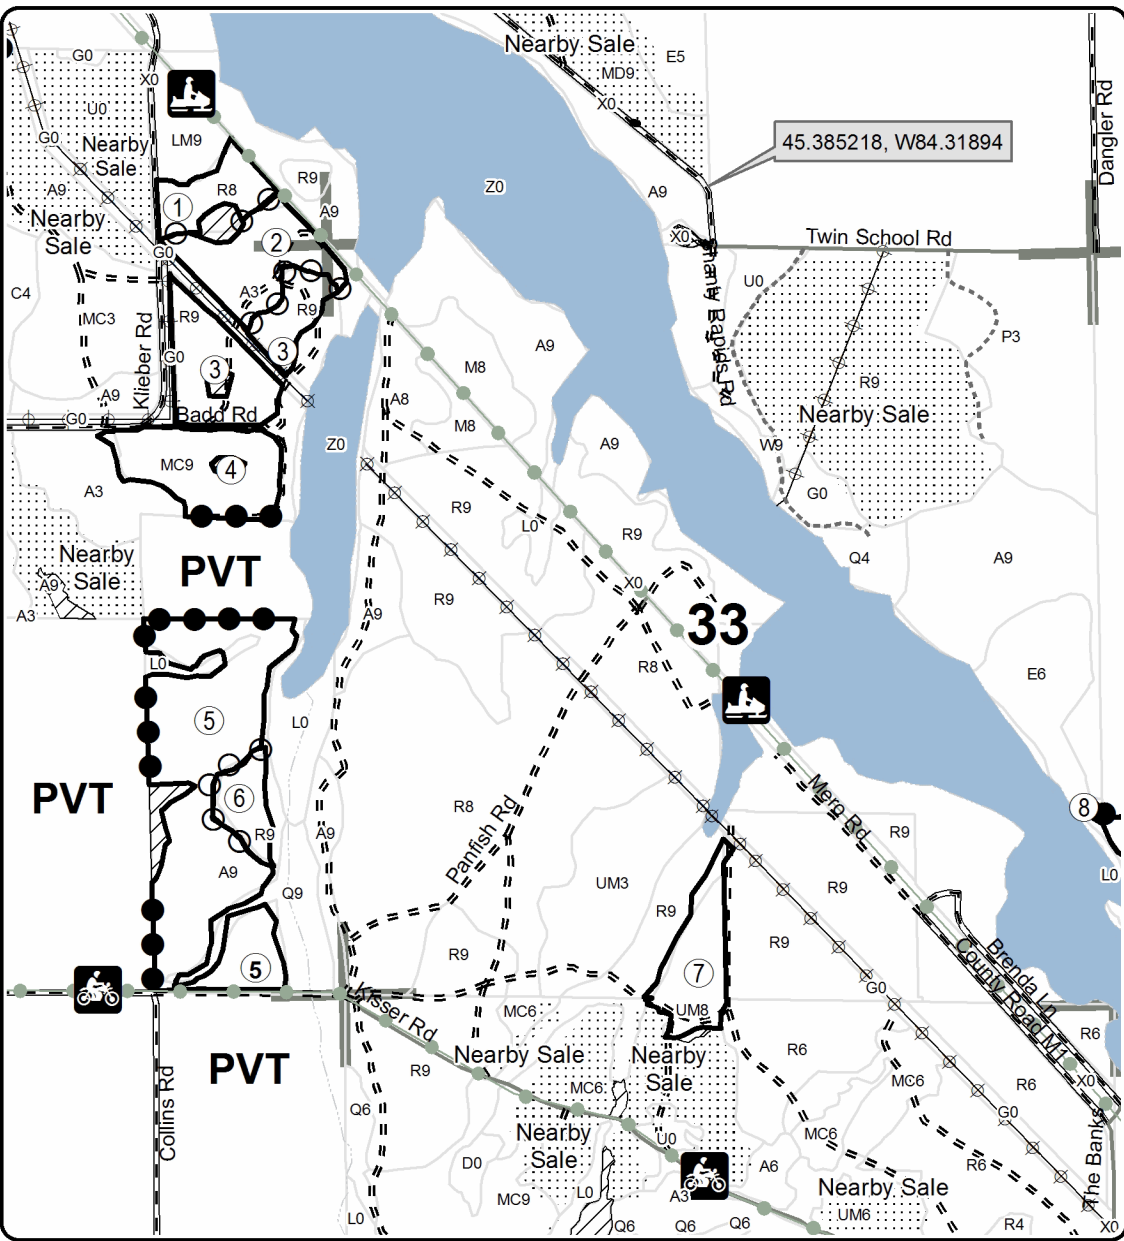 Nearby Sale
G0
E5
MD9
X0
X0
U0
Dangler Rd
G0
LM9
45.385218, W84.31894
Nearby
Sale
R9
Z0
A9
R8
A9
1
A9
Nearby
Sale
X0
Twin School Rd
2
G0
U0
C4
A3
R9
MC3
R9
Shanty Rapids Rd
P3
Klieber Rd
G0
3
A9
M8
3
R9
A9
A8
Badd Rd
Nearby Sale
G0
M8
Z0
A9
W9
MC9
4
A3
G0
R9
L0
R9
Nearby
Sale
PVT
Q4
A9
A9
X0
R9
A3
A9
33
L0
R8
E6
5
L0
PVT
6
R8
Mero Rd
8
R9
A9
R9
Panfish Rd
A9
L0
Q9
UM3
R9
R9
R9
R9
5
7
County Road M1
Brenda Ln
G0
Kisser Rd
MC6
UM8
R6
PVT
Nearby Sale
Nearby
Sale
R6
R9
MC6
MC6
R6
X0
Collins Rd
Q6
G0
Nearby
Sale
U0
MC6
D0
A6
R6
The Banks
MC9
L0
A3
Nearby Sale
L0
Q6
Q6
Q6
UM6
R4
X0